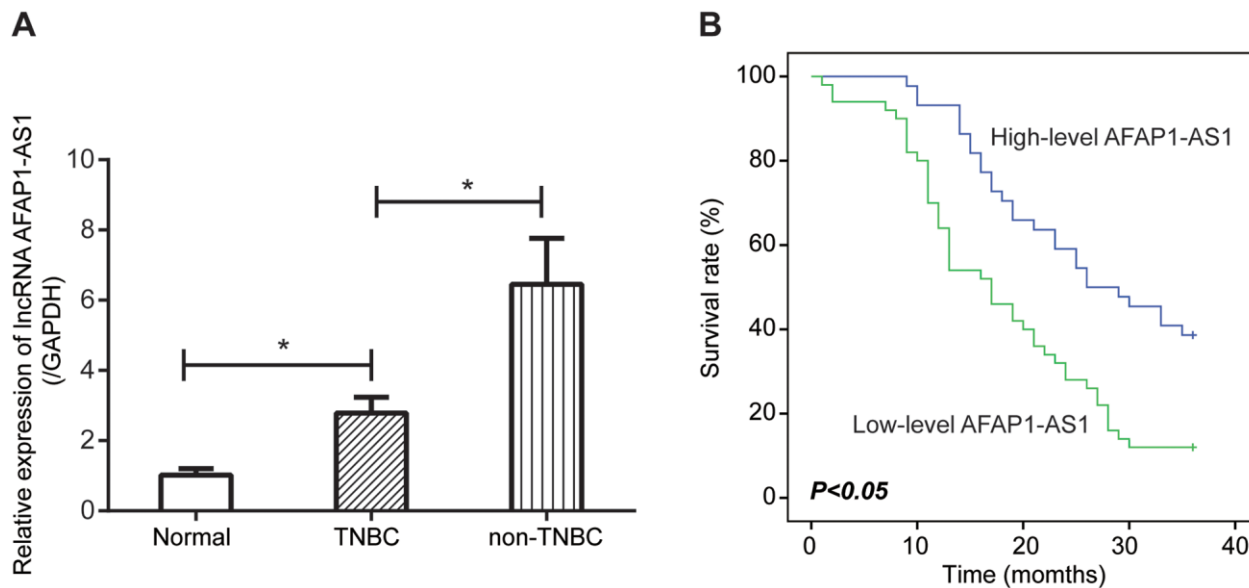 A
Relative expression of lncRNA AFAP1-AS1
(/GAPDH)
10
8
6
4
2
0
*
*
Normal
TNBC
non-TNBC
B
Survival rate (%)
100
80
60
40
20
0
High-level AFAP1-AS1
Low-level AFAP1-AS1
P<0.05
0
10
20
30
40
Time (momths)